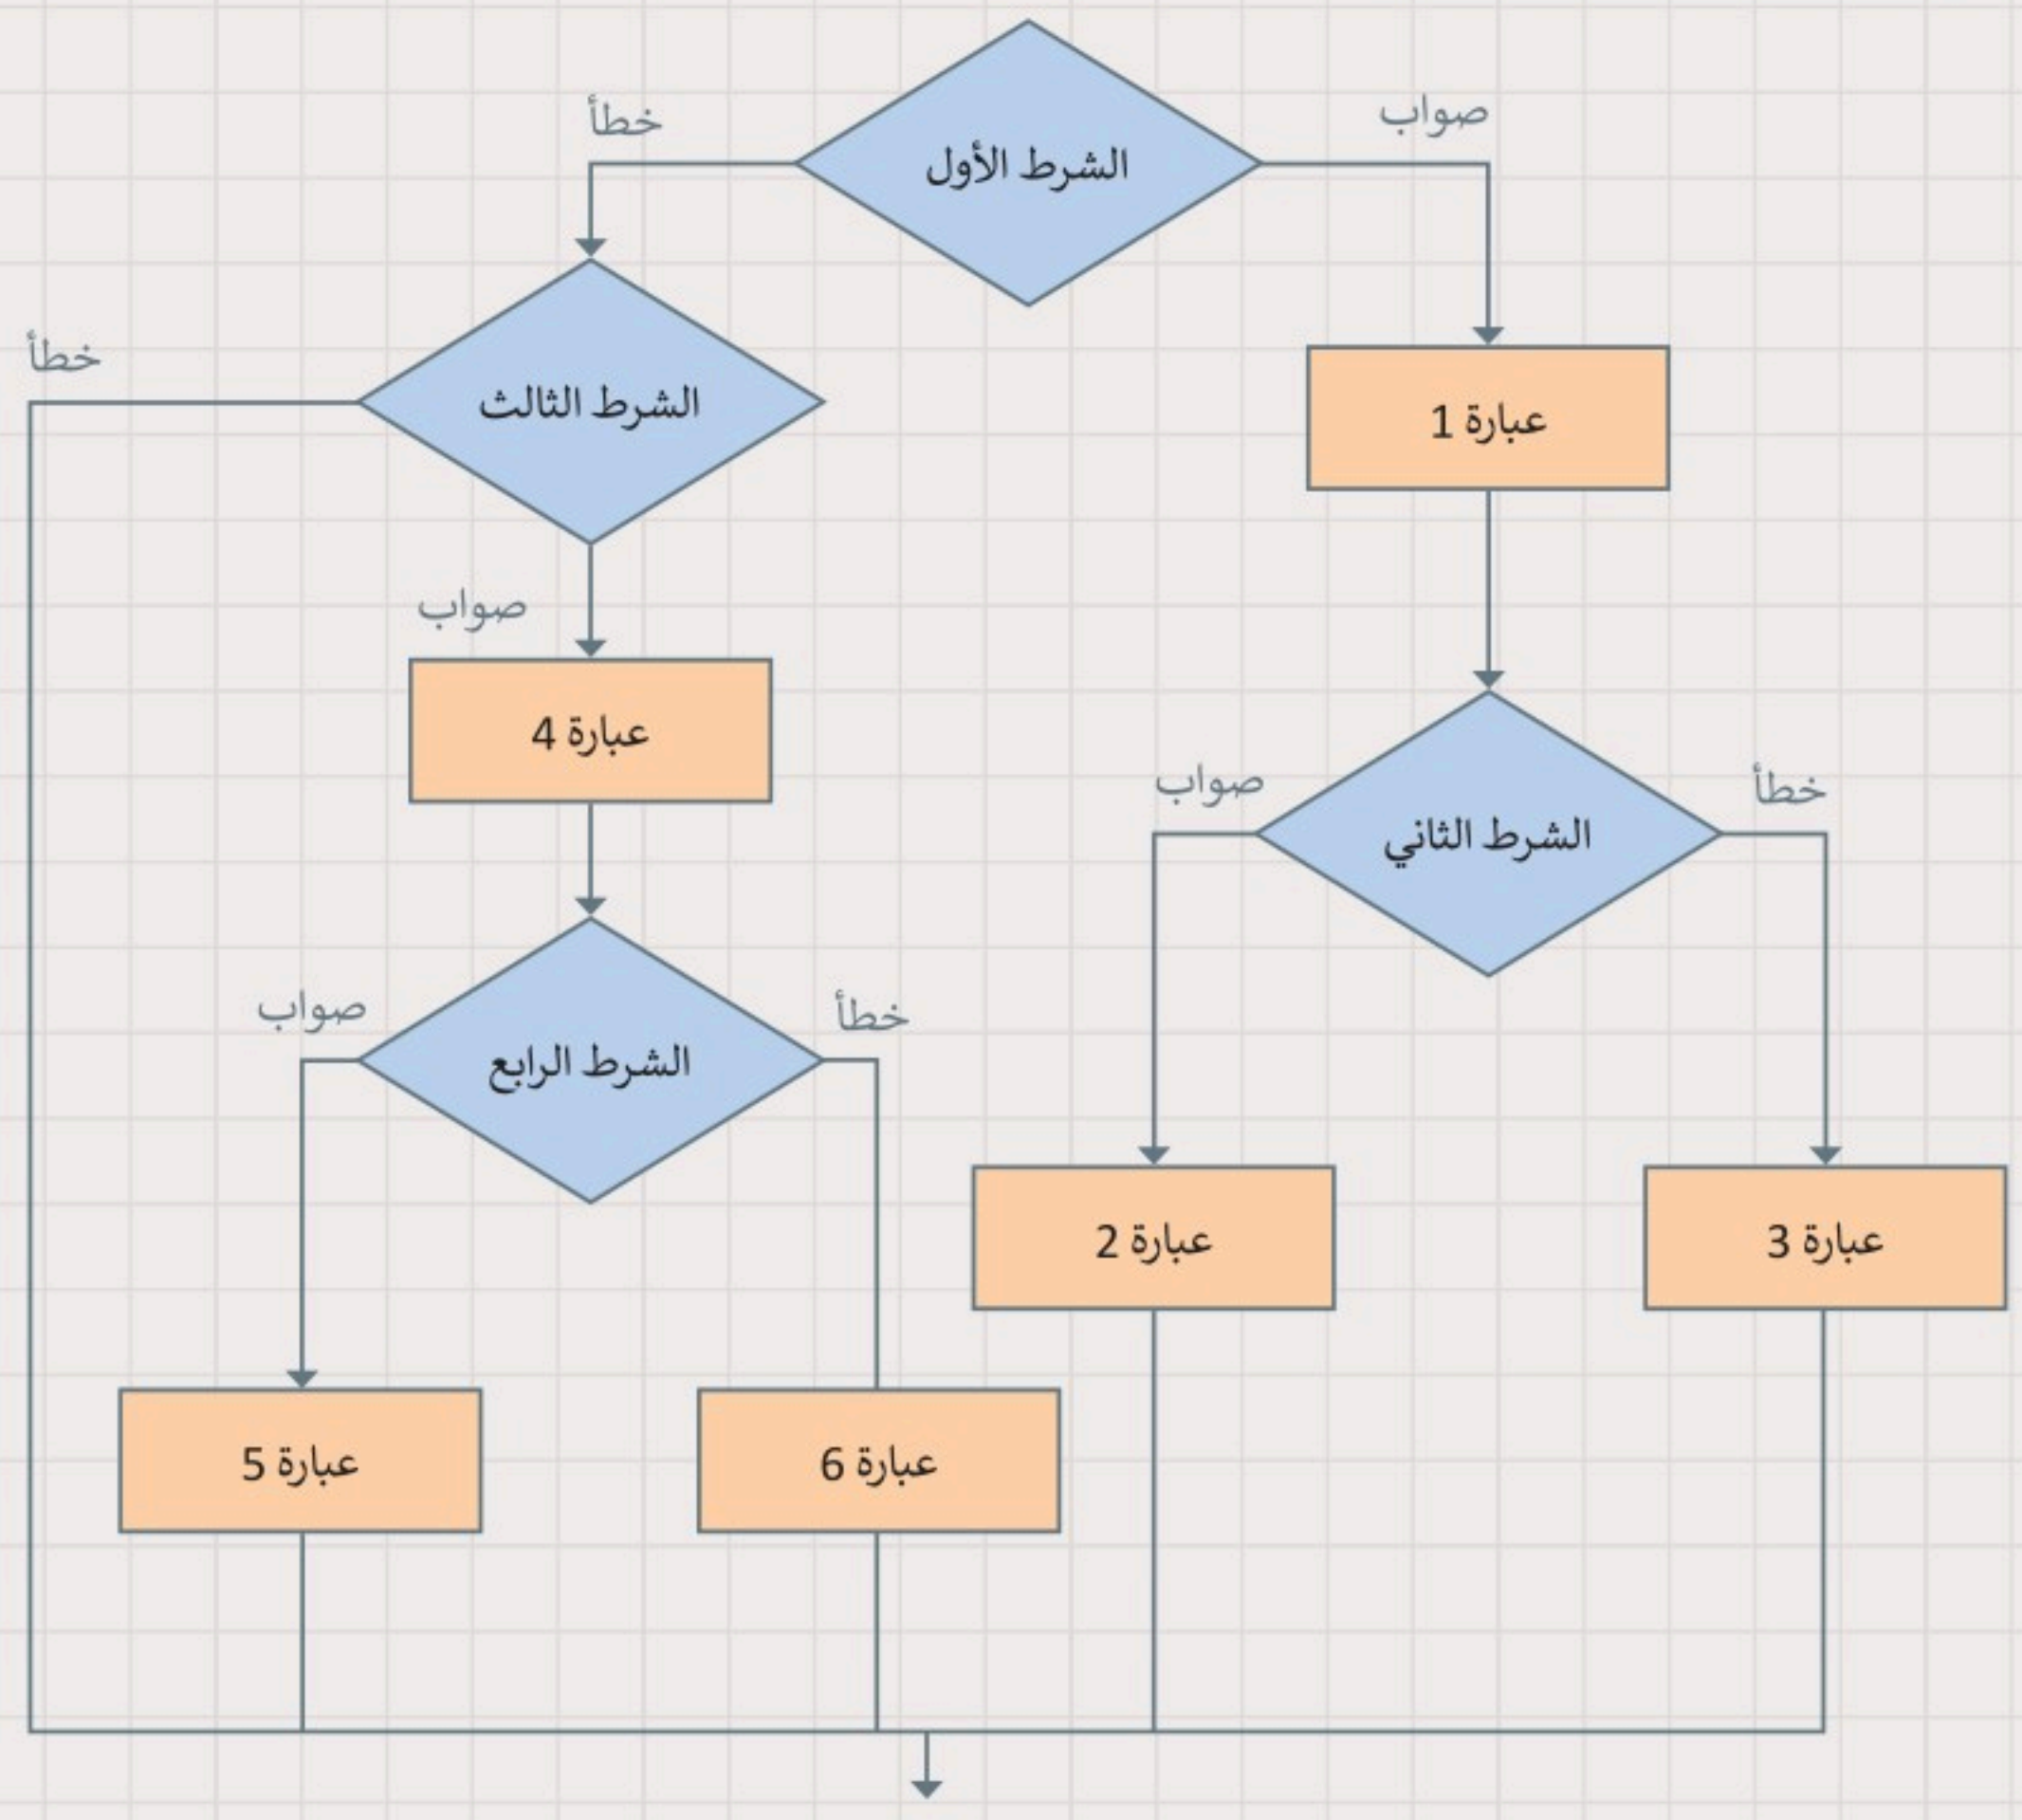 الشرط الأول
صواب
خطأ
عبارة 1
الشرط الثالث
خطأ
صواب
عبارة 4
الشرط الثاني
خطأ
صواب
الشرط الرابع
خطأ
صواب
عبارة 3
عبارة 2
عبارة 6
عبارة 5